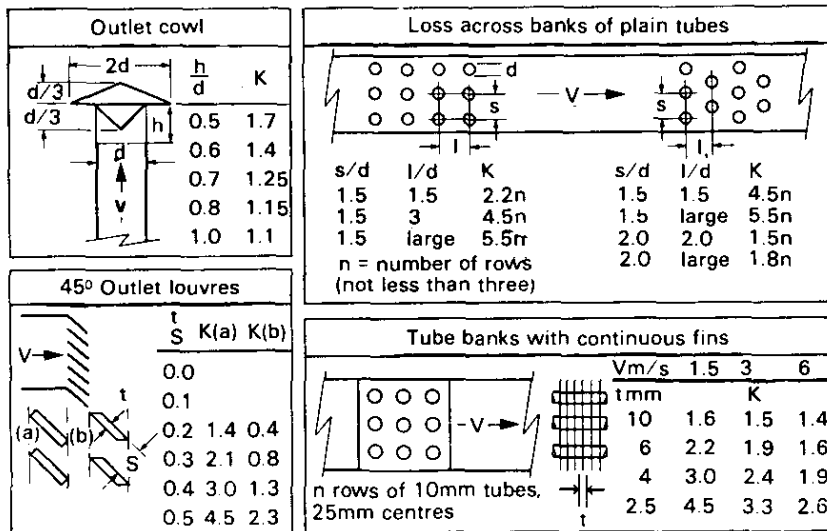 Outlet cowl
2d
d/3
d/3
h
d
V
h/d K
0.5 1.7
0.6 1.4
0.7 1.25
0.8 1.15
1.0 1.1
Loss across banks of plain tubes
d
V
s
s
l
l
s/d l/d K
1.5 1.5 2.2n
1.5 3 4.5n
1.5 large 5.5n
n = number of rows
(not less than three)
s/d l/d K
1.5 1.5 4.5n
1.5 large 5.5n
2.0 2.0 1.5n
2.0 large 1.8n
45° Outlet louvres
V
(a) (b) t
S
t
S K(a) K(b)
0.0
0.1
0.2 1.4 0.4
0.3 2.1 0.8
0.4 3.0 1.3
0.5 4.5 2.3
Tube banks with continuous fins
V
n rows of 10mm tubes,
25mm centres
t
Vm/s 1.5 3 6
t mm K
10 1.6 1.5 1.4
6 2.2 1.9 1.6
4 3.0 2.4 1.9
2.5 4.5 3.3 2.6